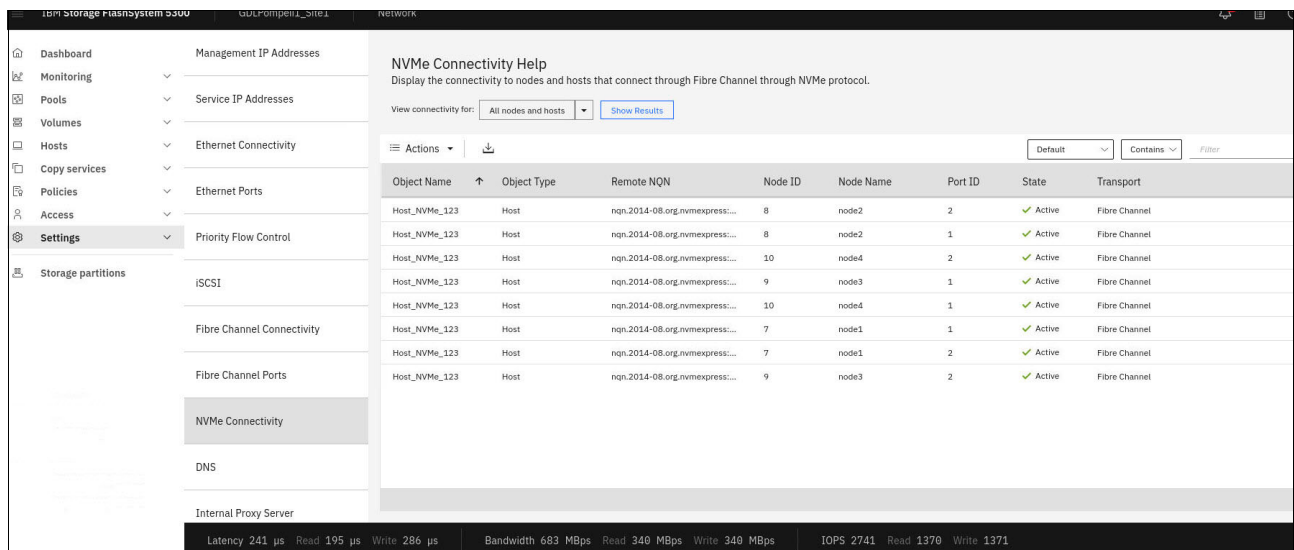 IBM Storage FlashSystem 5300 GDLPompeii1_Site1 Network
Dashboard
Monitoring
Pools
Volumes
Hosts
Copy services
Policies
Access
Settings
Storage partitions
Management IP Addresses
Service IP Addresses
Ethernet Connectivity
Ethernet Ports
Priority Flow Control
iSCSI
Fibre Channel Connectivity
Fibre Channel Ports
NVMe Connectivity
DNS
Internal Proxy Server
NVMe Connectivity Help
Display the connectivity to nodes and hosts that connect through Fibre Channel through NVMe protocol.
View connectivity for: All nodes and hosts Show Results
Actions Default Contains Filter
Object Name Object Type Remote NQN Node ID Node Name Port ID State Transport
Host_NVMe_123 Host nqn.2014-08.org.nvmexpress:... 8 node2 2 Active Fibre Channel
Host_NVMe_123 Host nqn.2014-08.org.nvmexpress:... 8 node2 1 Active Fibre Channel
Host_NVMe_123 Host nqn.2014-08.org.nvmexpress:... 10 node4 2 Active Fibre Channel
Host_NVMe_123 Host nqn.2014-08.org.nvmexpress:... 9 node3 1 Active Fibre Channel
Host_NVMe_123 Host nqn.2014-08.org.nvmexpress:... 10 node4 1 Active Fibre Channel
Host_NVMe_123 Host nqn.2014-08.org.nvmexpress:... 7 node1 1 Active Fibre Channel
Host_NVMe_123 Host nqn.2014-08.org.nvmexpress:... 7 node1 2 Active Fibre Channel
Host_NVMe_123 Host nqn.2014-08.org.nvmexpress:... 9 node3 2 Active Fibre Channel
Latency 241 µs Read 195 µs Write 286 µs Bandwidth 683 MBps Read 340 MBps Write 340 MBps IOPS 2741 Read 1370 Write 1371